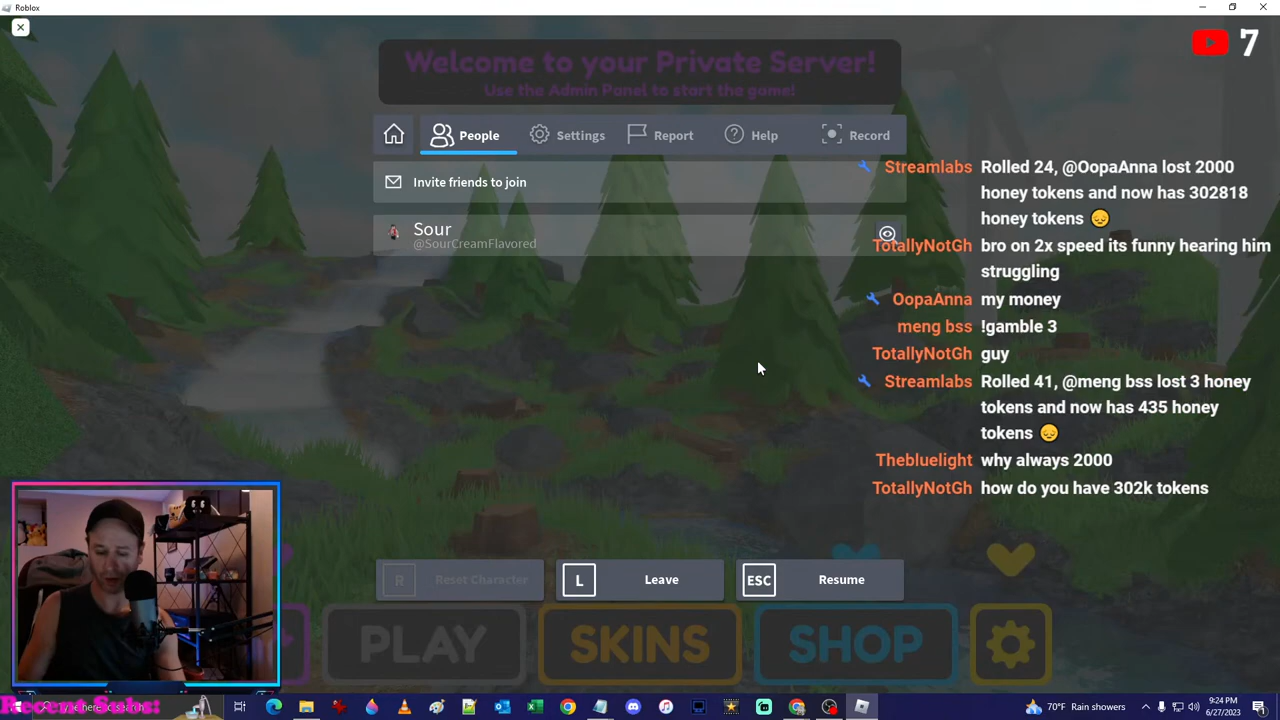 Roblox
7
Welcome to your Private Server!
Use the Admin Panel to start the game!
People
Settings
Report
Help
Record
Invite friends to join
Sour
@SourCreamFlavored
Streamlabs Rolled 24, @OopaAnna lost 2000
honey tokens and now has 302818
honey tokens 😔
TotallyNotGh bro on 2x speed its funny hearing him
struggling
OopaAnna my money
meng bss !gamble 3
TotallyNotGh guy
Streamlabs Rolled 41, @meng bss lost 3 honey
tokens and now has 435 honey
tokens 😔
Thebluelight why always 2000
TotallyNotGh how do you have 302k tokens
R Reset Character
L Leave
ESC Resume
PLAY
SKINS
SHOP
Recent Subs:
70°F Rain showers
9:24 PM
6/27/2023